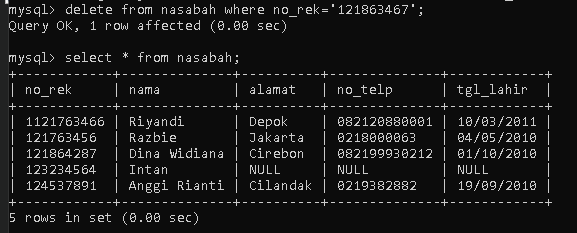 mysql> delete from nasabah where no_rek='121863467';
Query OK, 1 row affected (0.00 sec)
mysql> select * from nasabah;
+------------+--------------+----------+--------------+------------+
| no_rek | nama | alamat | no_telp | tgl_lahir |
+------------+--------------+----------+--------------+------------+
| 1121763466 | Riyandi | Depok | 082120880001 | 10/03/2011 |
| 121763456 | Razbie | Jakarta | 0218000063 | 04/05/2010 |
| 121864287 | Dina Widiana | Cirebon | 082199930212 | 01/10/2010 |
| 123234564 | Intan | NULL | NULL | NULL |
| 124537891 | Anggi Rianti | Cilandak | 0219382882 | 19/09/2010 |
+------------+--------------+----------+--------------+------------+
5 rows in set (0.00 sec)